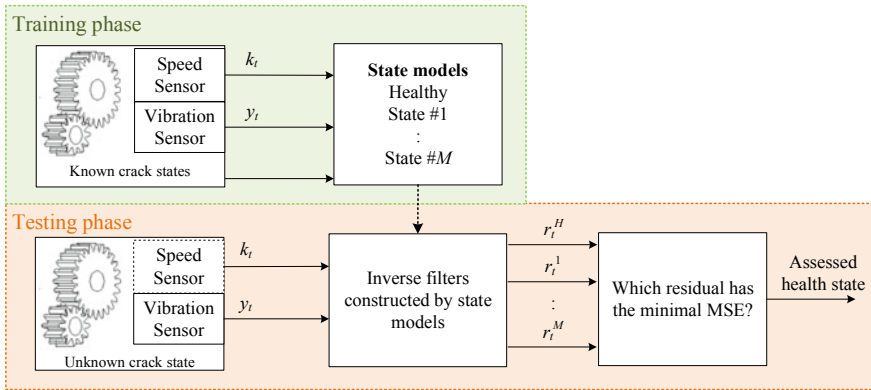 Training phase
Speed
Sensor
k_t
Vibration
Sensor
y_t
Known crack states
State models
Healthy
State #1
:
State #M
Testing phase
Speed
Sensor
k_t
Vibration
Sensor
y_t
Unknown crack state
Inverse filters
constructed by state
models
r_t^H
r_t^1
:
r_t^M
Which residual has
the minimal MSE?
Assessed
health state